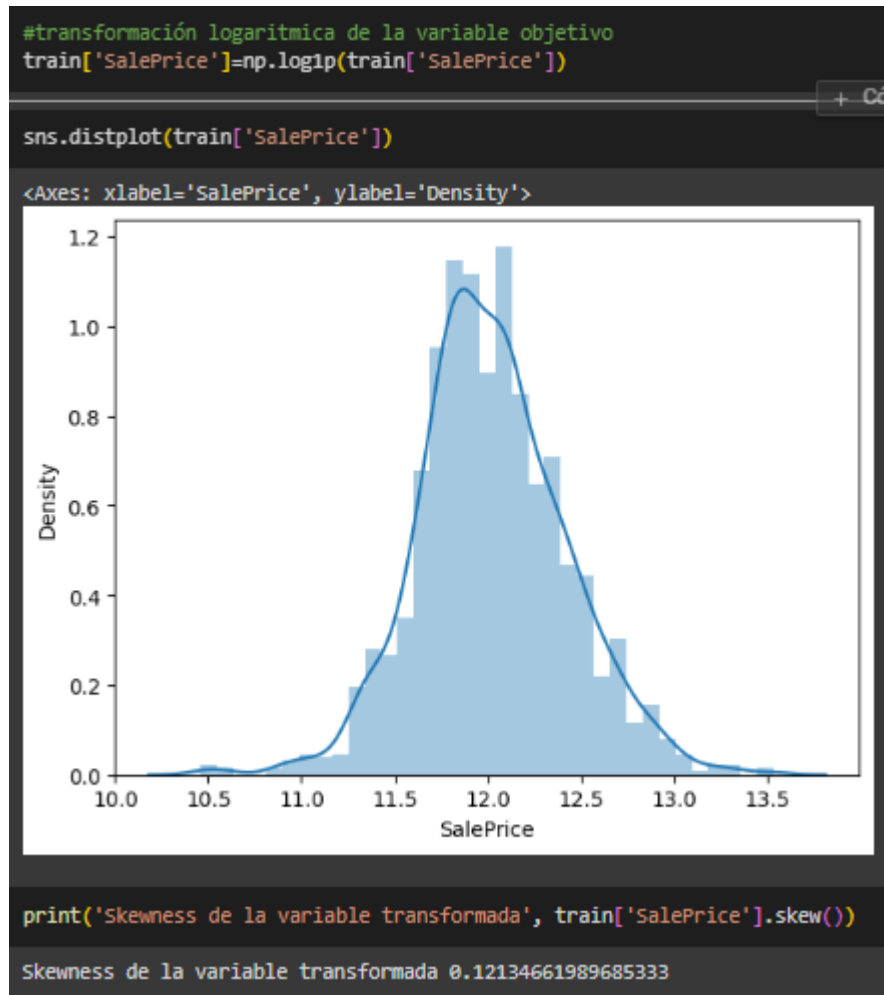 #transformación logaritmica de la variable objetivo
train['SalePrice']=np.log1p(train['SalePrice'])
+ Có
sns.distplot(train['SalePrice'])
<Axes: xlabel='SalePrice', ylabel='Density'>
1.2
1.0
0.8
0.6
0.4
0.2
0.0
Density
10.0 10.5 11.0 11.5 12.0 12.5 13.0 13.5
SalePrice
print('Skewness de la variable transformada', train['SalePrice'].skew())
Skewness de la variable transformada 0.12134661989685333